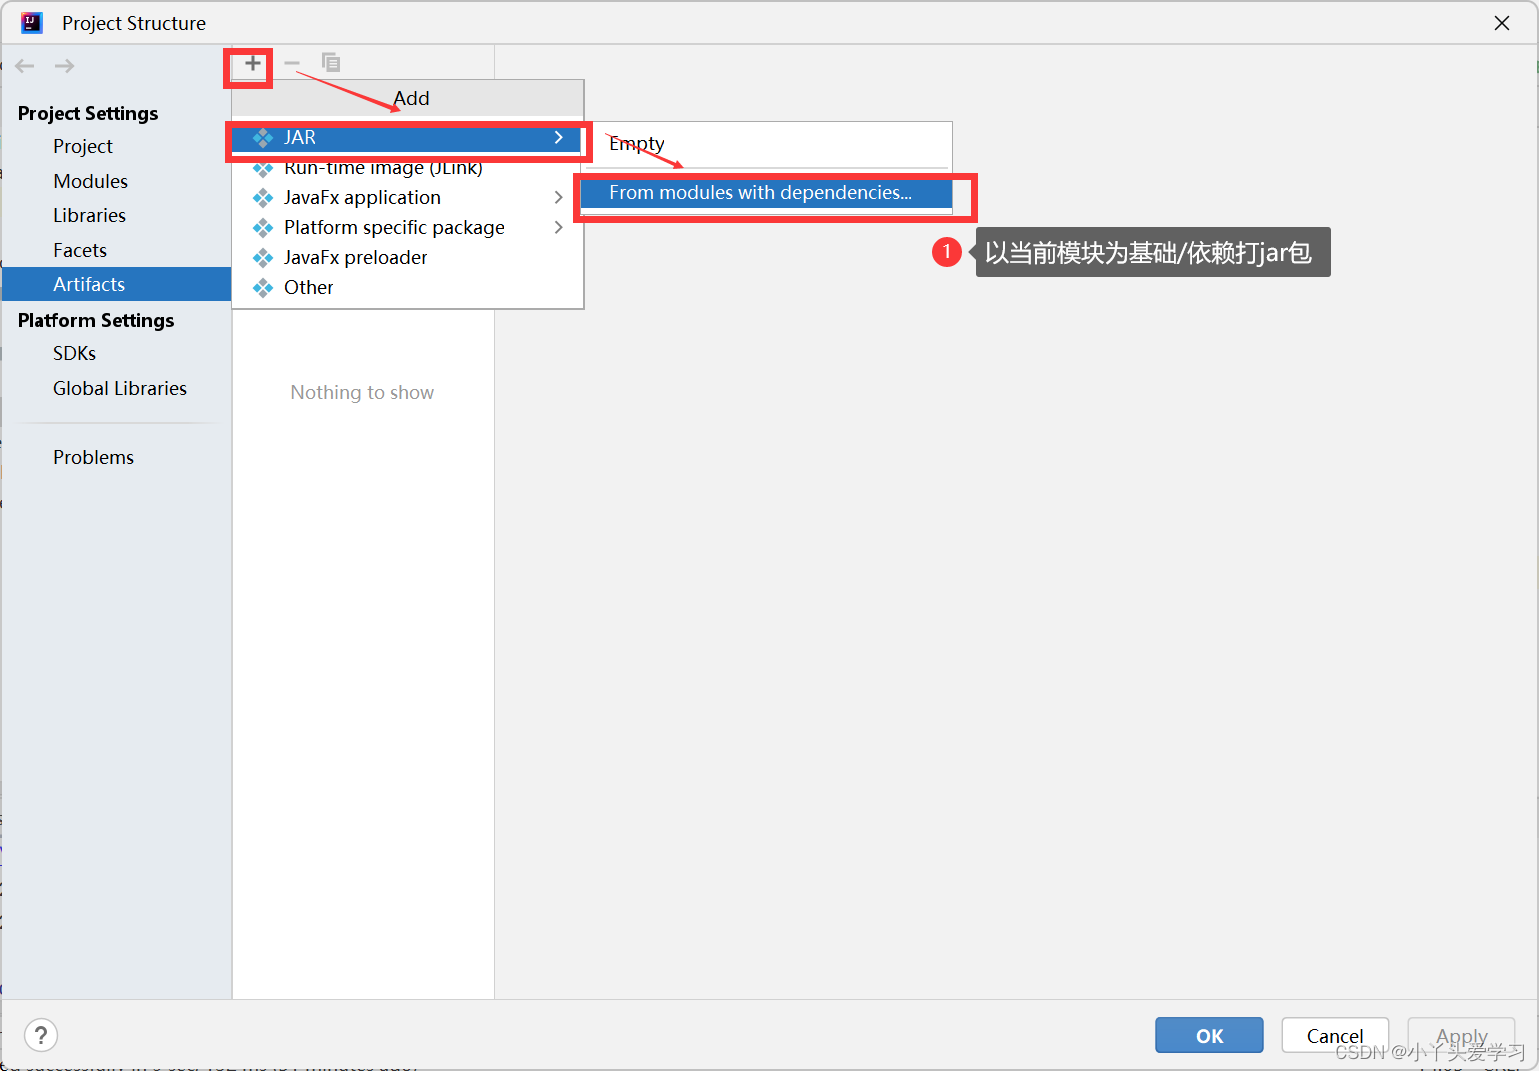 Project Structure
Project Settings
Project
Modules
Libraries
Facets
Artifacts
Platform Settings
SDKs
Global Libraries
Problems
Add
JAR
Run-time image (JLink)
JavaFx application
Platform specific package
JavaFx preloader
Other
Empty
From modules with dependencies...
1
以当前模块为基础/依赖打jar包
Nothing to show
?
OK
Cancel
Apply
CSDN @小丫头爱学习